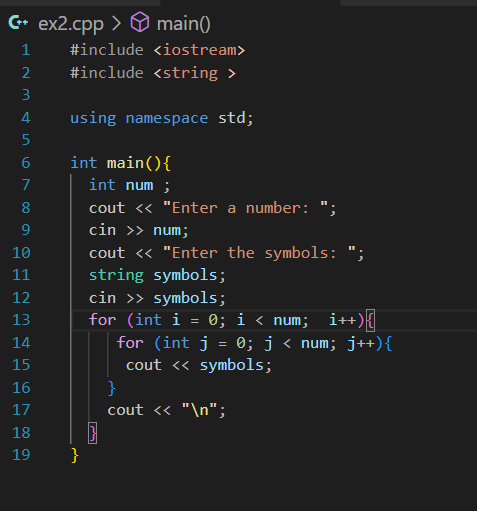 ex2.cpp > main()
1 #include <iostream>
2 #include <string >
3
4 using namespace std;
5
6 int main(){
7 int num ;
8 cout << "Enter a number: ";
9 cin >> num;
10 cout << "Enter the symbols: ";
11 string symbols;
12 cin >> symbols;
13 for (int i = 0; i < num;  i++){
14 for (int j = 0; j < num; j++){
15 cout << symbols;
16 }
17 cout << "\n";
18 }
19 }